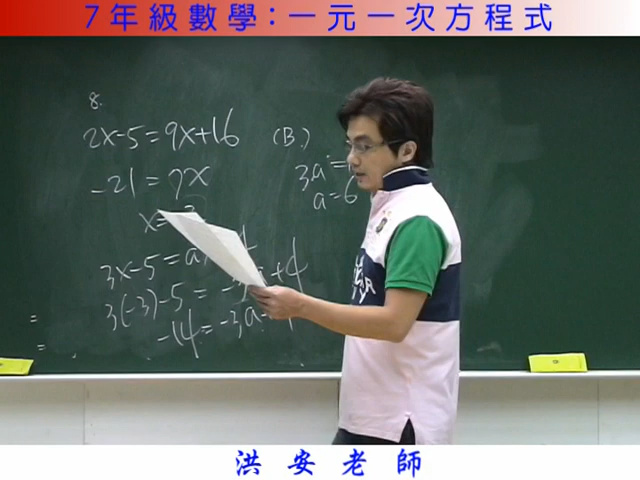 7年級數學:一元一次方程式
8.
2x-5=9x+16
-21=7x
x=
3x-5=a
3(-3)-5=-3a+4
-14=-3a
(B.)
3a=
a=6
洪安老師